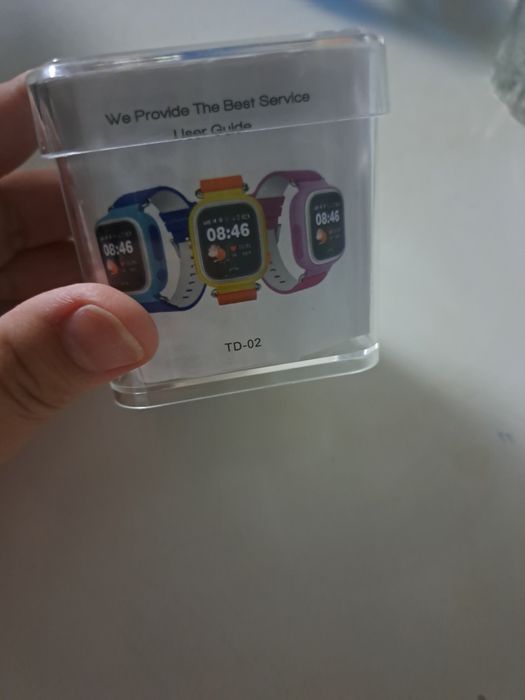 We Provide The Best Service
User Guide
08:46
08:46
08:46
TD-02